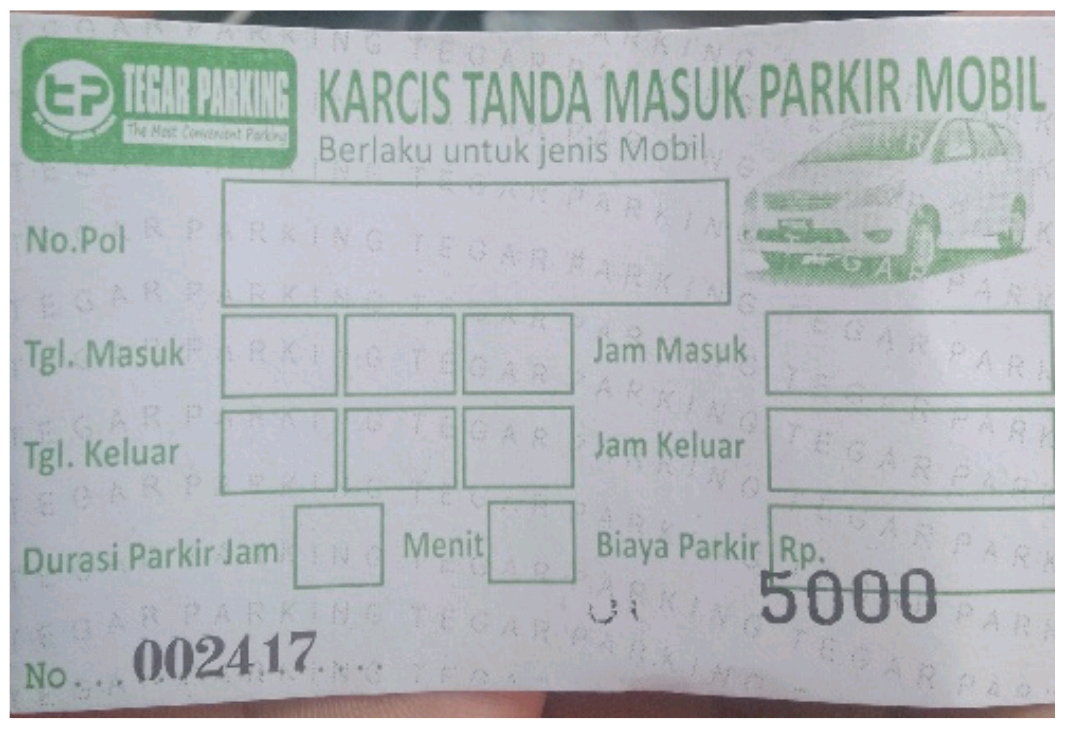 tP TEGAR PARKING
The Most Convenient Parking
KARCIS TANDA MASUK PARKIR MOBIL
Berlaku untuk jenis Mobil
No.Pol
Tgl. Masuk
Jam Masuk
Tgl. Keluar
Jam Keluar
Durasi Parkir Jam
Menit
Biaya Parkir Rp.
5000
No....002417....